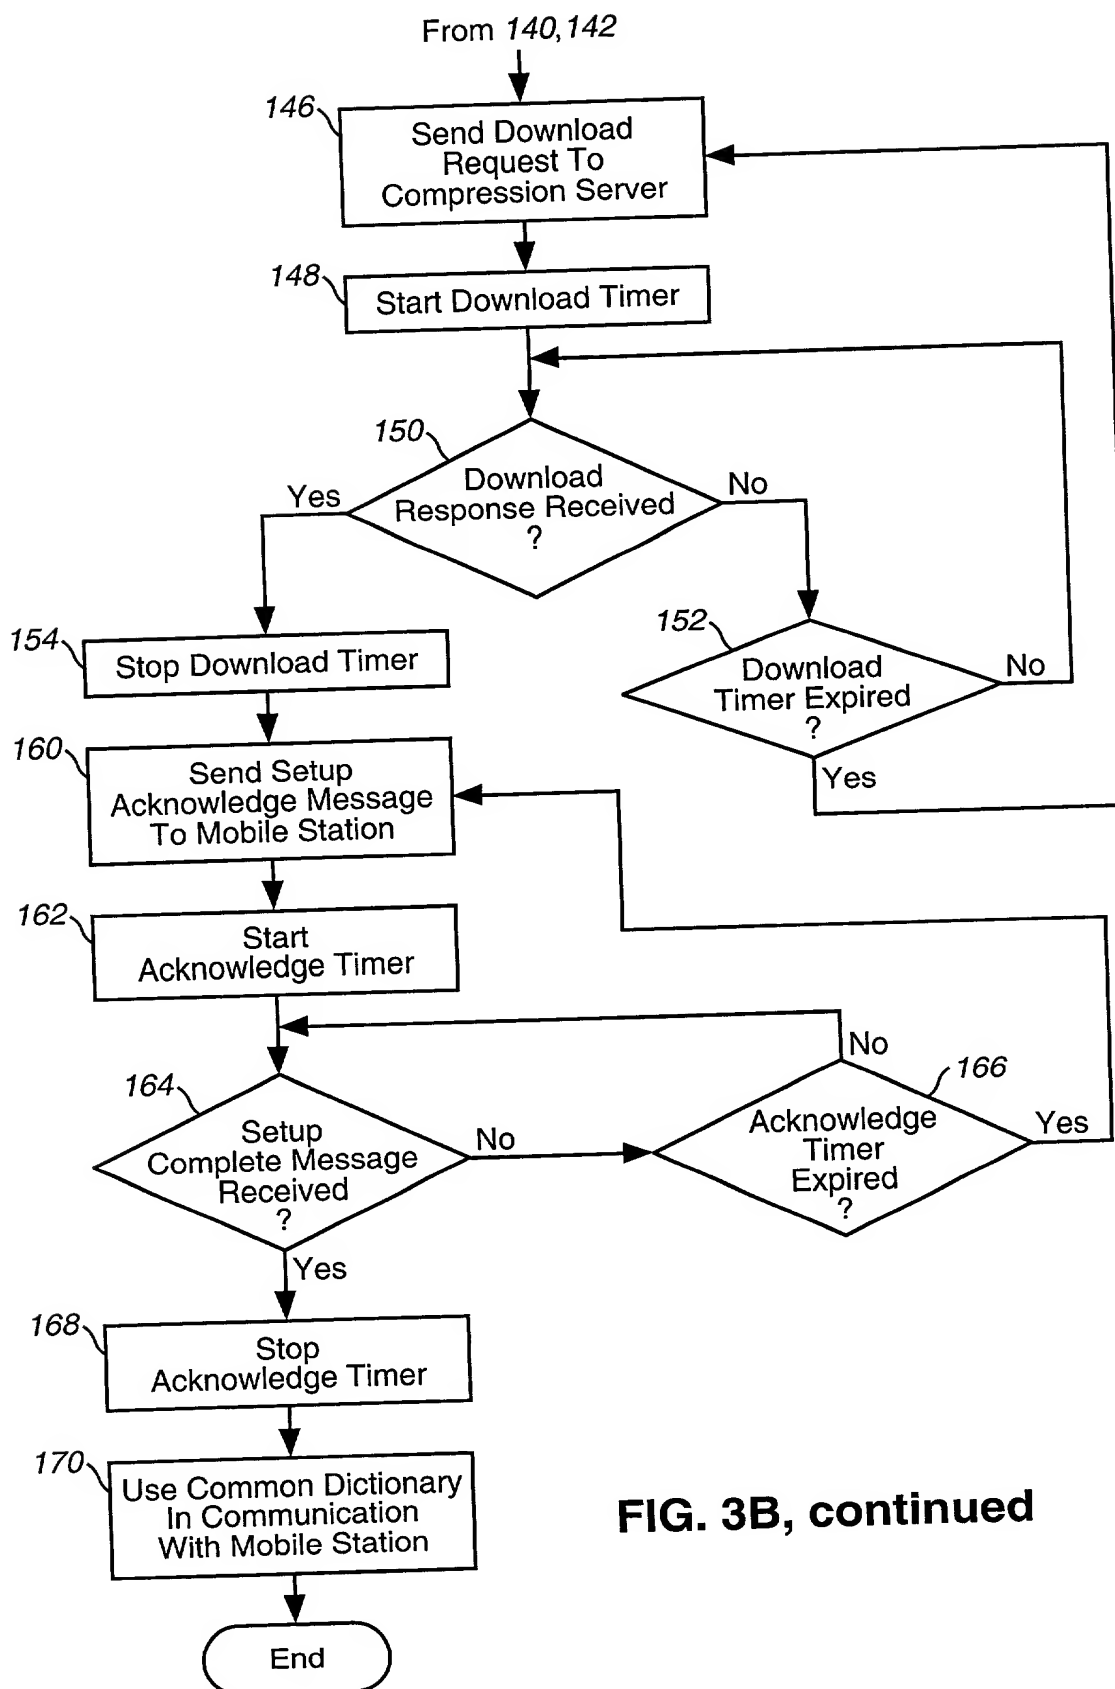 From 140, 142
146
Send Download
Request To
Compression Server
148
Start Download Timer
150
Download
Response Received
?
Yes
No
152
Download
Timer Expired
?
No
Yes
154
Stop Download Timer
160
Send Setup
Acknowledge Message
To Mobile Station
162
Start
Acknowledge Timer
164
Setup
Complete Message
Received
?
No
Yes
166
Acknowledge
Timer
Expired
?
No
Yes
168
Stop
Acknowledge Timer
170
Use Common Dictionary
In Communication
With Mobile Station
End
FIG. 3B, continued